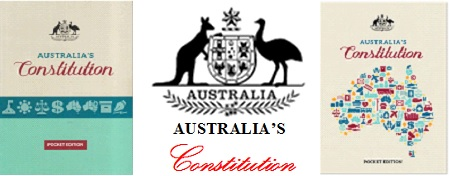 AUSTRALIA'S
Constitution
POCKET EDITION
AUSTRALIA
AUSTRALIA'S
Constitution
AUSTRALIA'S
Constitution
POCKET EDITION